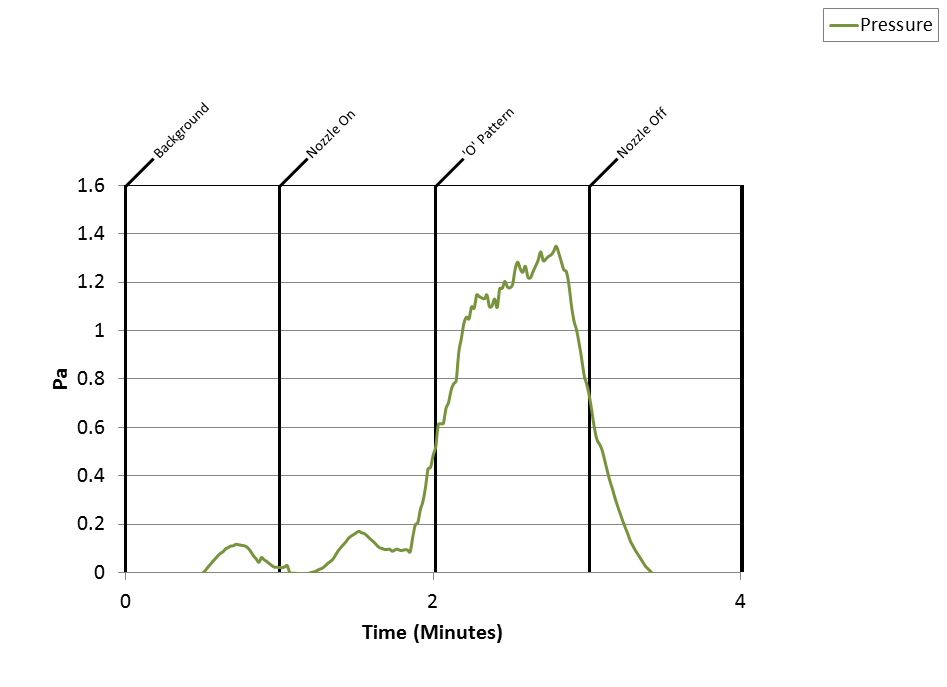 Pressure
Background
Nozzle On
'O' Pattern
Nozzle Off
1.6
1.4
1.2
1
0.8
0.6
0.4
0.2
0
Pa
0 2 4
Time (Minutes)